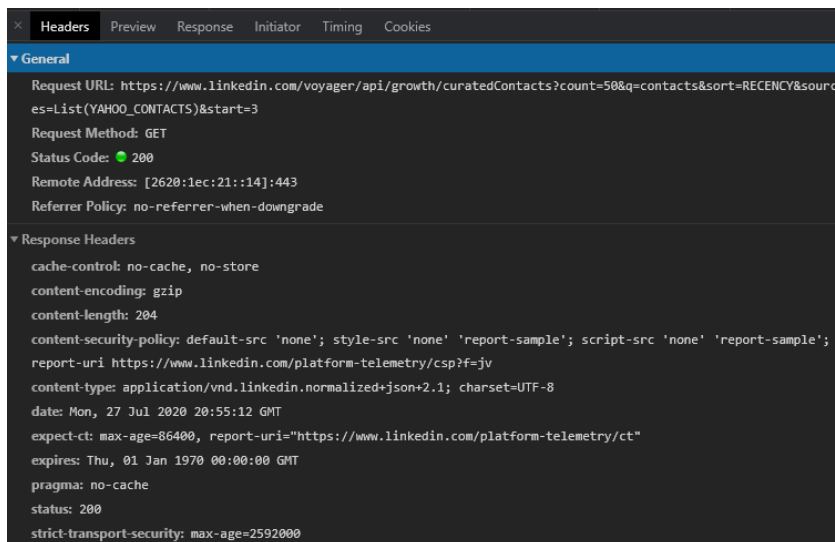 × Headers Preview Response Initiator Timing Cookies
▼ General
Request URL: https://www.linkedin.com/voyager/api/growth/curatedContacts?count=50&q=contacts&sort=RECENCY&sourc
es=List(YAHOO_CONTACTS)&start=3
Request Method: GET
Status Code: 200
Remote Address: [2620:1ec:21::14]:443
Referrer Policy: no-referrer-when-downgrade
▼ Response Headers
cache-control: no-cache, no-store
content-encoding: gzip
content-length: 204
content-security-policy: default-src 'none'; style-src 'none' 'report-sample'; script-src 'none' 'report-sample';
report-uri https://www.linkedin.com/platform-telemetry/csp?f=jv
content-type: application/vnd.linkedin.normalized+json+2.1; charset=UTF-8
date: Mon, 27 Jul 2020 20:55:12 GMT
expect-ct: max-age=86400, report-uri="https://www.linkedin.com/platform-telemetry/ct"
expires: Thu, 01 Jan 1970 00:00:00 GMT
pragma: no-cache
status: 200
strict-transport-security: max-age=2592000